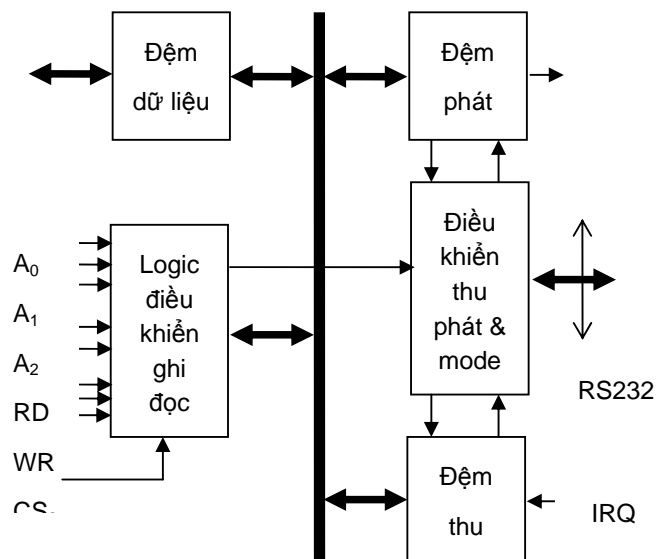 Đệm
dữ liệu
Đệm
phát
A₀
A₁
A₂
RD
WR
Logic
điều
khiển
ghi
đọc
Điều
khiển
thu
phát &
mode
RS232
Đệm
thu
IRQ